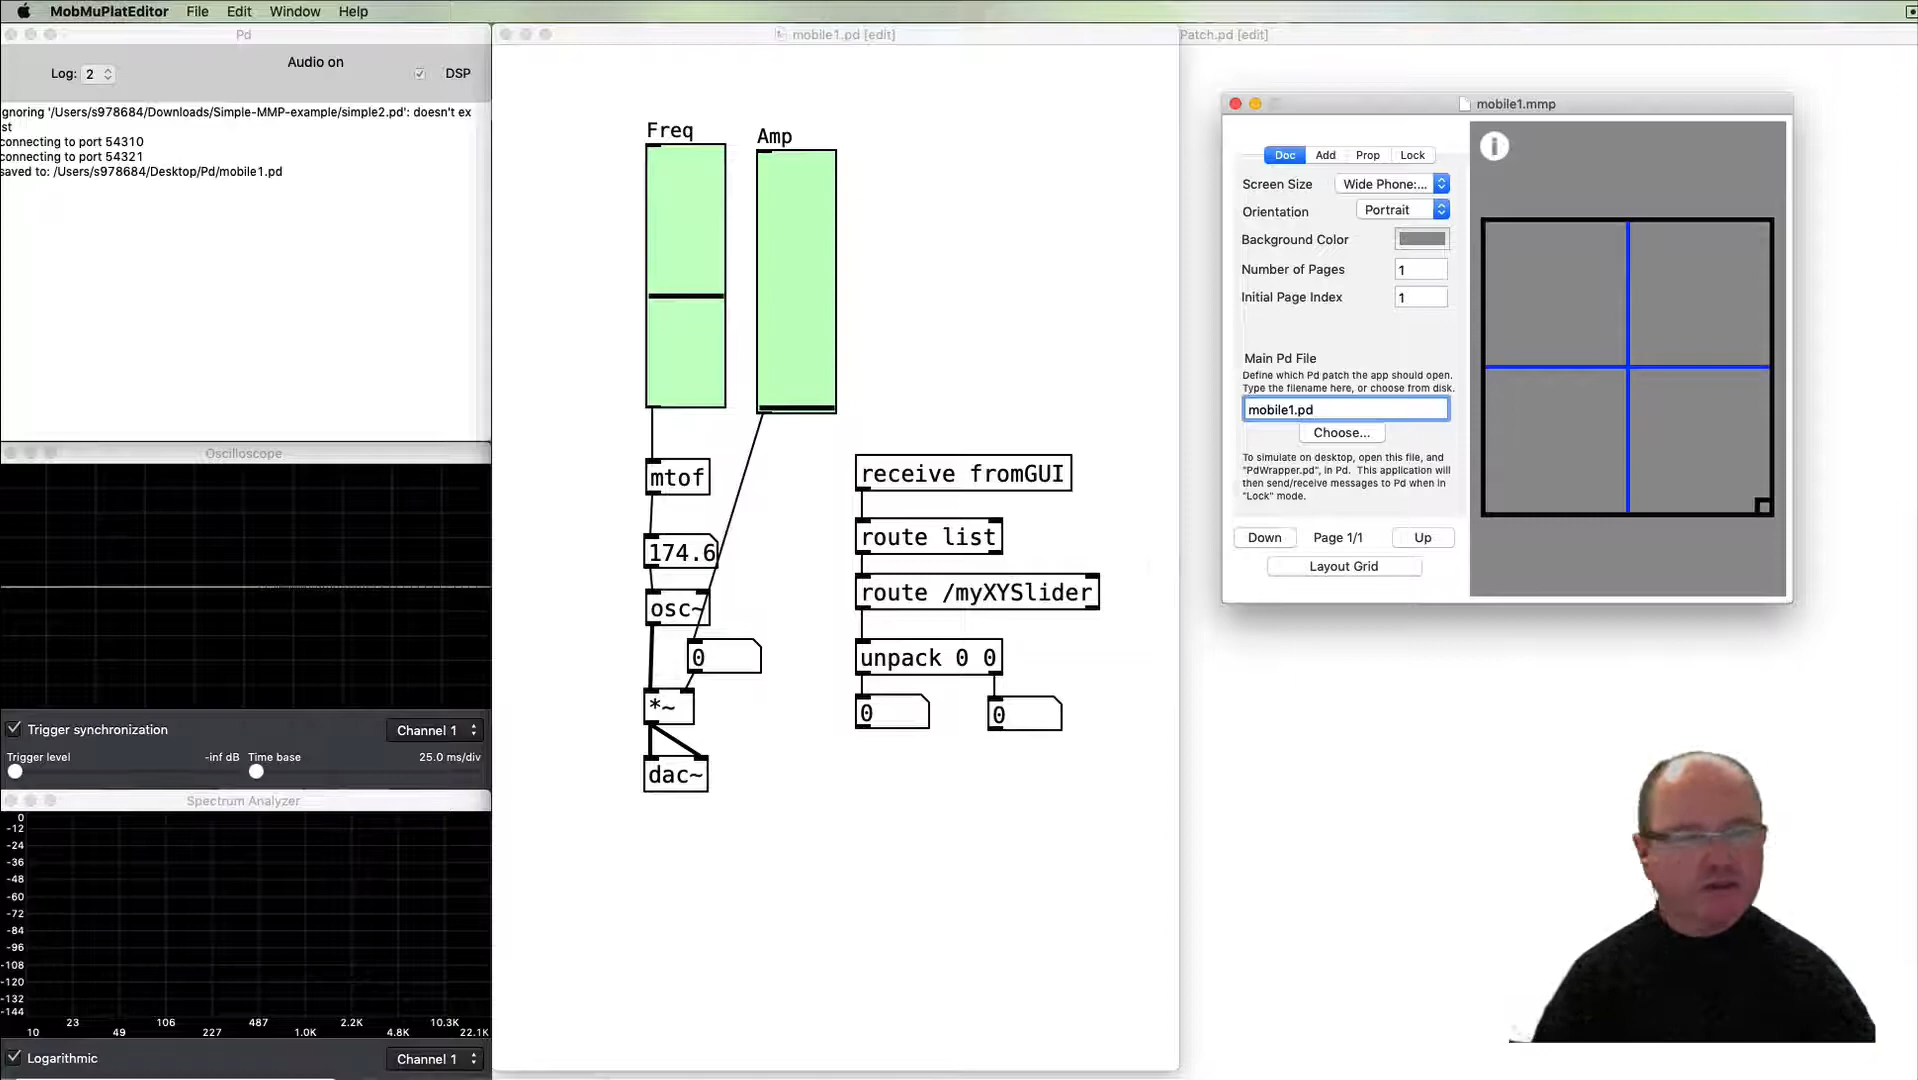 MobMuPlatEditor File Edit Window Help
Pd
mobile1.pd [edit]
Patch.pd [edit]
Audio on
Log: 2
DSP
gnoring '/Users/s978684/Downloads/Simple-MMP-example/simple2.pd': doesn't ex
st
connecting to port 54310
connecting to port 54321
saved to: /Users/s978684/Desktop/Pd/mobile1.pd
Oscilloscope
Trigger synchronization
Channel 1
Trigger level
-inf dB
Time base
25.0 ms/div
Spectrum Analyzer
0
-12
-24
-36
-48
-60
-72
-84
-96
-108
-120
-132
-144
10 23 49 106 227 487 1.0K 2.2K 4.8K 10.3K 22.1K
Logarithmic
Channel 1
Freq
Amp
mtof
174.6
osc~
0
*~
dac~
receive fromGUI
route list
route /myXYSlider
unpack 0 0
0
0
mobile1.mmp
Doc Add Prop Lock
Screen Size Wide Phone:...
Orientation Portrait
Background Color
Number of Pages 1
Initial Page Index 1
Main Pd File
Define which Pd patch the app should open.
Type the filename here, or choose from disk.
mobile1.pd
Choose...
To simulate on desktop, open this file, and
"PdWrapper.pd", in Pd. This application will
then send/receive messages to Pd when in
"Lock" mode.
Down Page 1/1 Up
Layout Grid
i